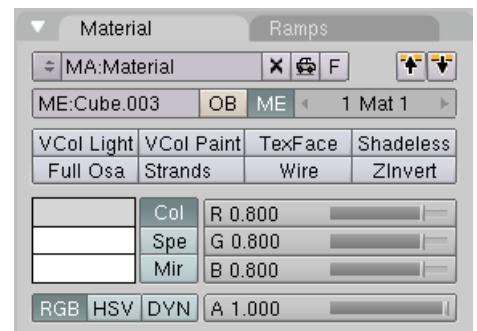 Material Ramps
MA:Material F
ME:Cube.003 OB ME 1 Mat 1
VCol Light VCol Paint TexFace Shadeless
Full Osa Strands Wire ZInvert
Col R 0.800
Spe G 0.800
Mir B 0.800
RGB HSV DYN A 1.000